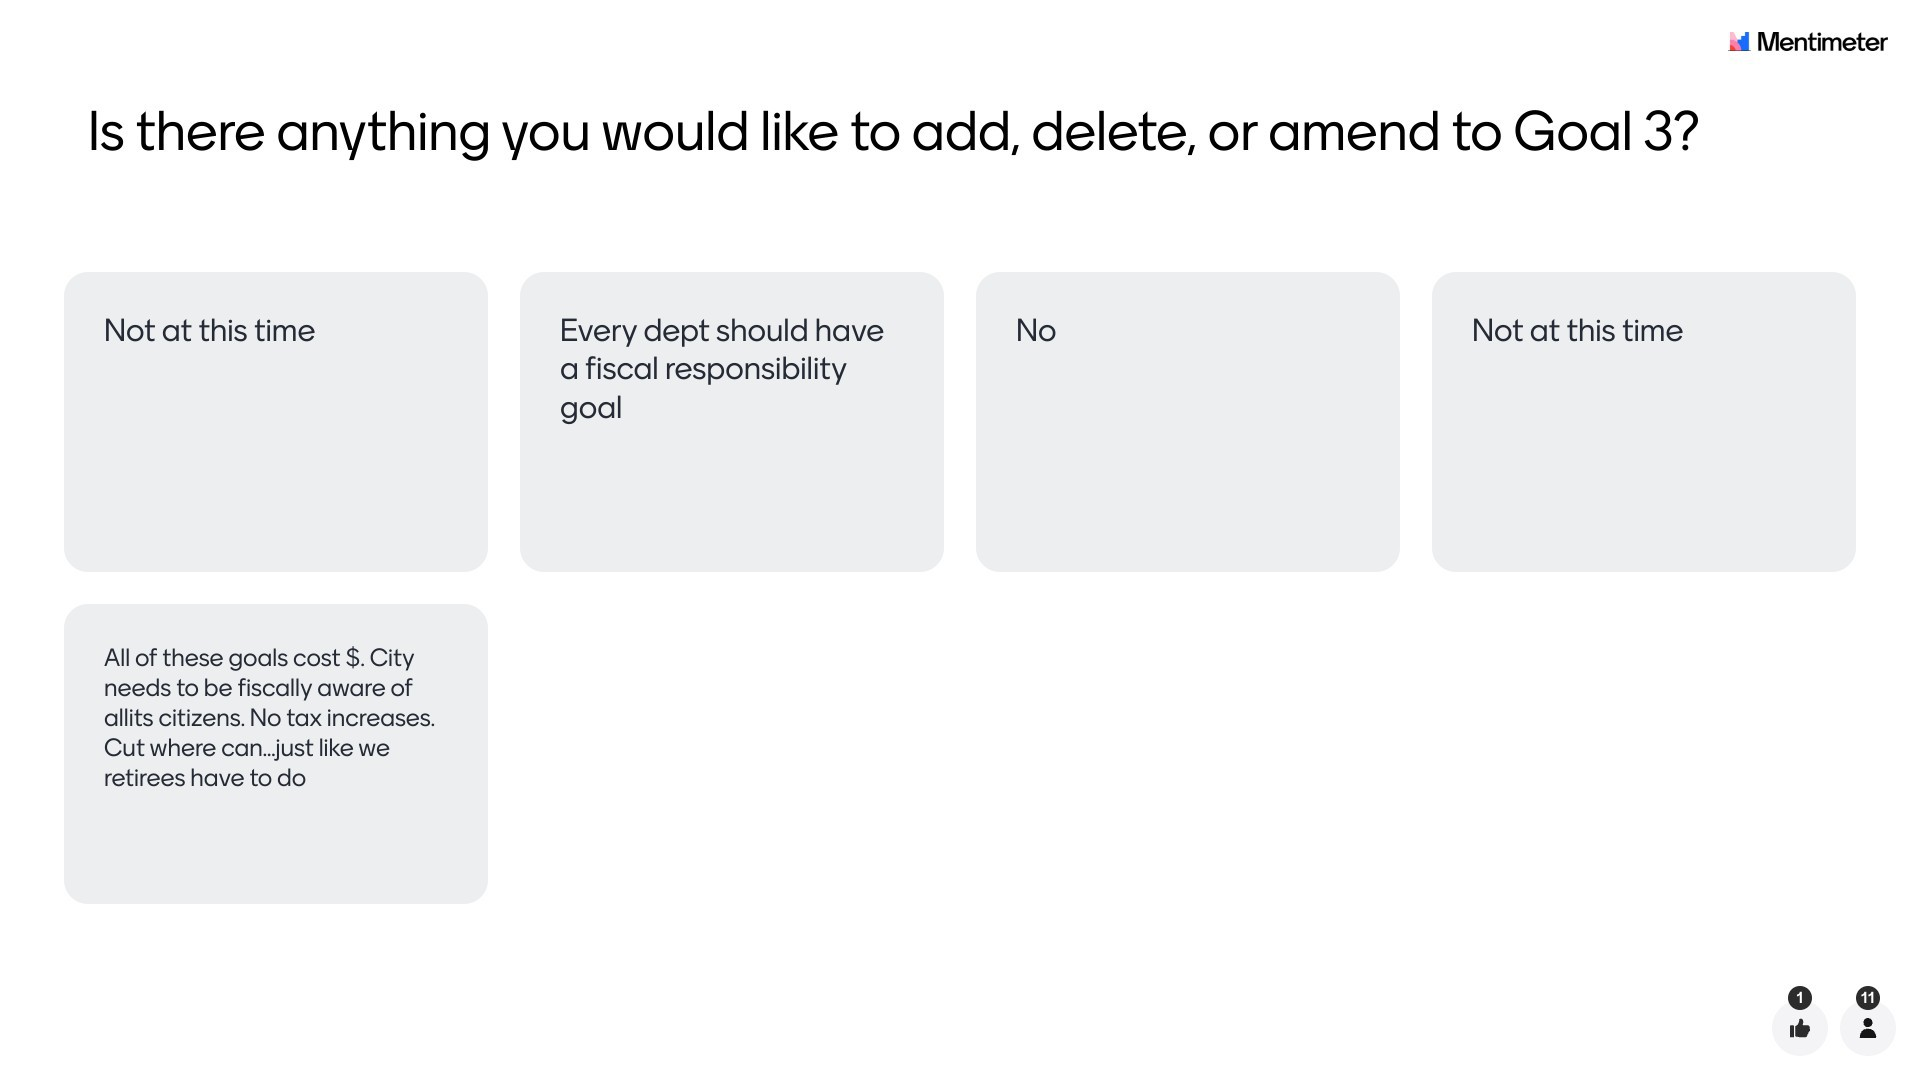 Mentimeter
Is there anything you would like to add, delete, or amend to Goal 3?
Not at this time
Every dept should have
a fiscal responsibility
goal
No
Not at this time
All of these goals cost $. City
needs to be fiscally aware of
allits citizens. No tax increases.
Cut where can...just like we
retirees have to do
1
11